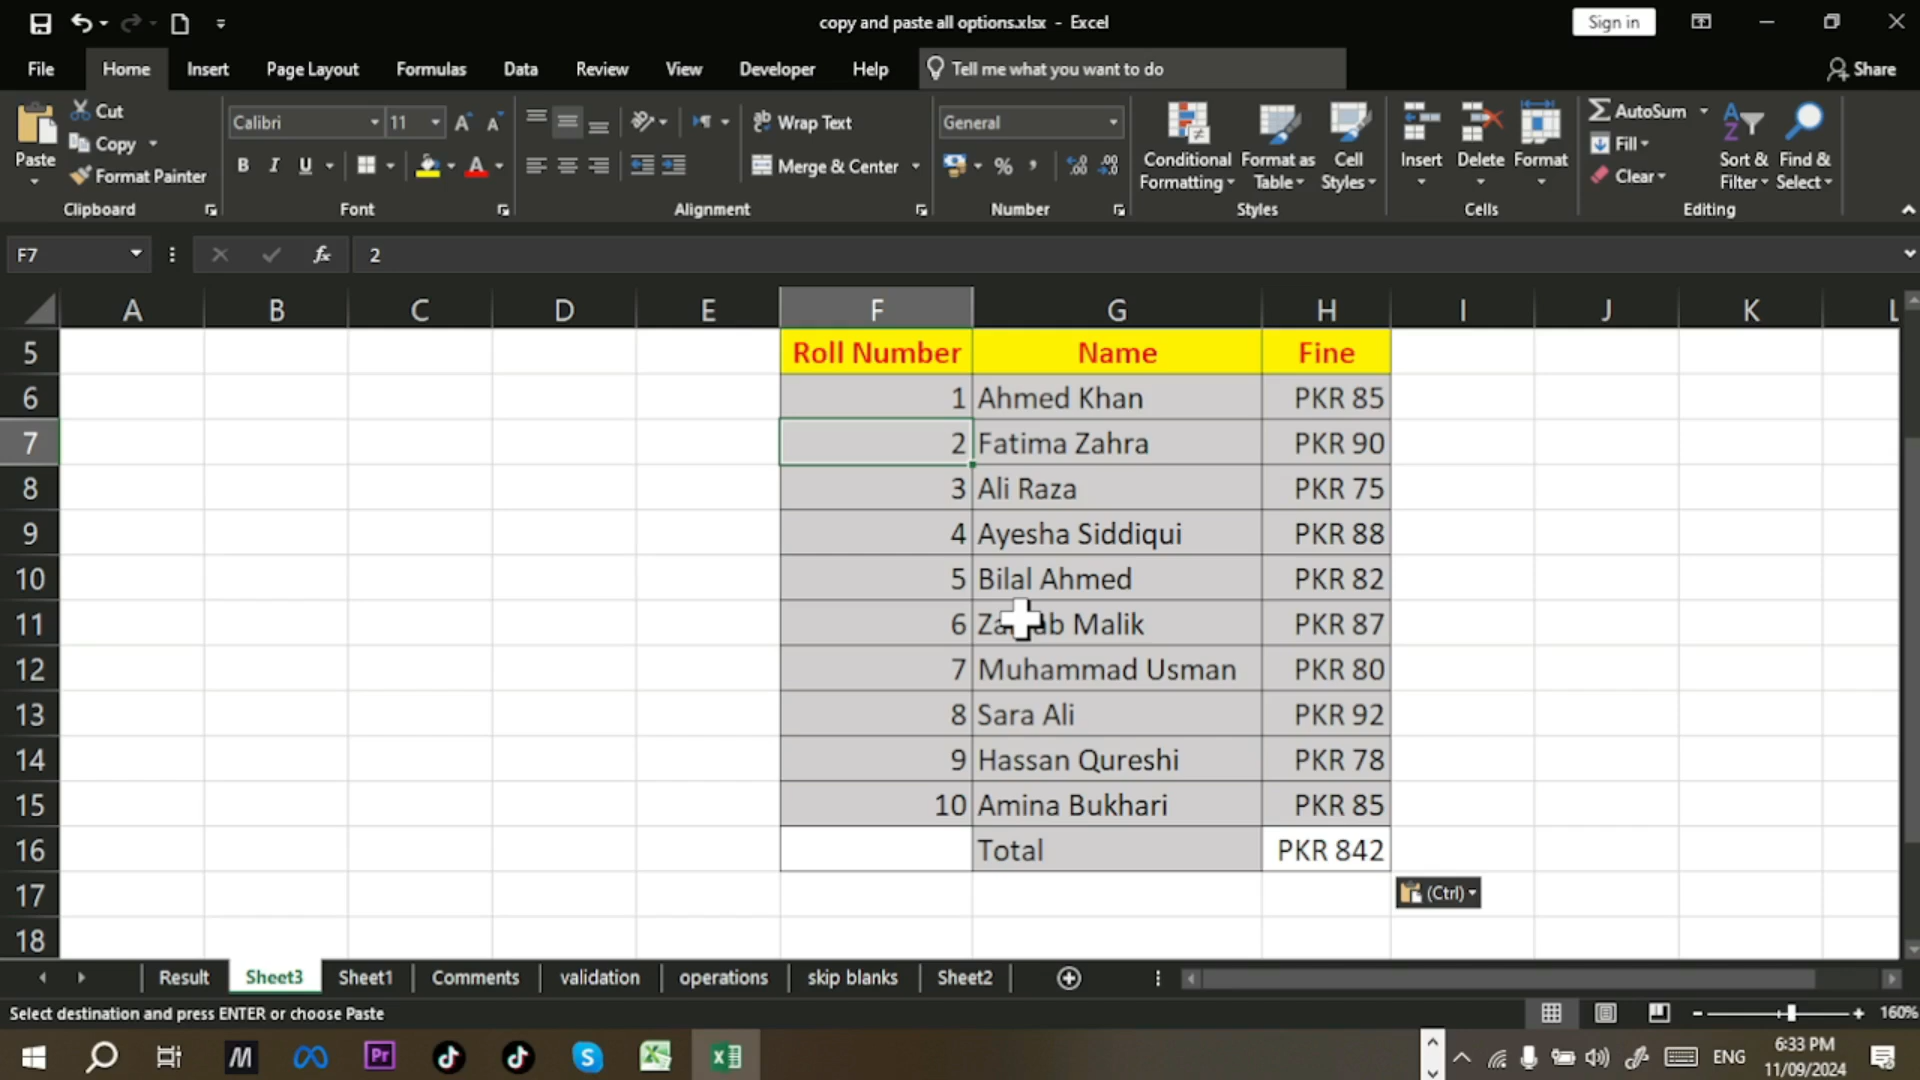 copy and paste all options.xlsx - Excel
Sign in
File Home Insert Page Layout Formulas Data Review View Developer Help Tell me what you want to do Share
Paste
Cut
Copy
Format Painter
Clipboard
Calibri 11
B I U A
Font
Wrap Text
Merge & Center
Alignment
General
%
Number
Conditional Formatting
Format as Table
Cell Styles
Styles
Insert
Delete
Format
Cells
AutoSum
Fill
Clear
Sort & Filter
Find & Select
Editing
F7 fx 2
A B C D E F G H I J K L
5 Roll Number Name Fine
6 1 Ahmed Khan PKR 85
7 2 Fatima Zahra PKR 90
8 3 Ali Raza PKR 75
9 4 Ayesha Siddiqui PKR 88
10 5 Bilal Ahmed PKR 82
11 6 Malik PKR 87
12 7 Muhammad Usman PKR 80
13 8 Sara Ali PKR 92
14 9 Hassan Qureshi PKR 78
15 10 Amina Bukhari PKR 85
16 Total PKR 842
17 (Ctrl)
18
Result Sheet3 Sheet1 Comments validation operations skip blanks Sheet2
Select destination and press ENTER or choose Paste 160%
ENG
6:33 PM
11/09/2024